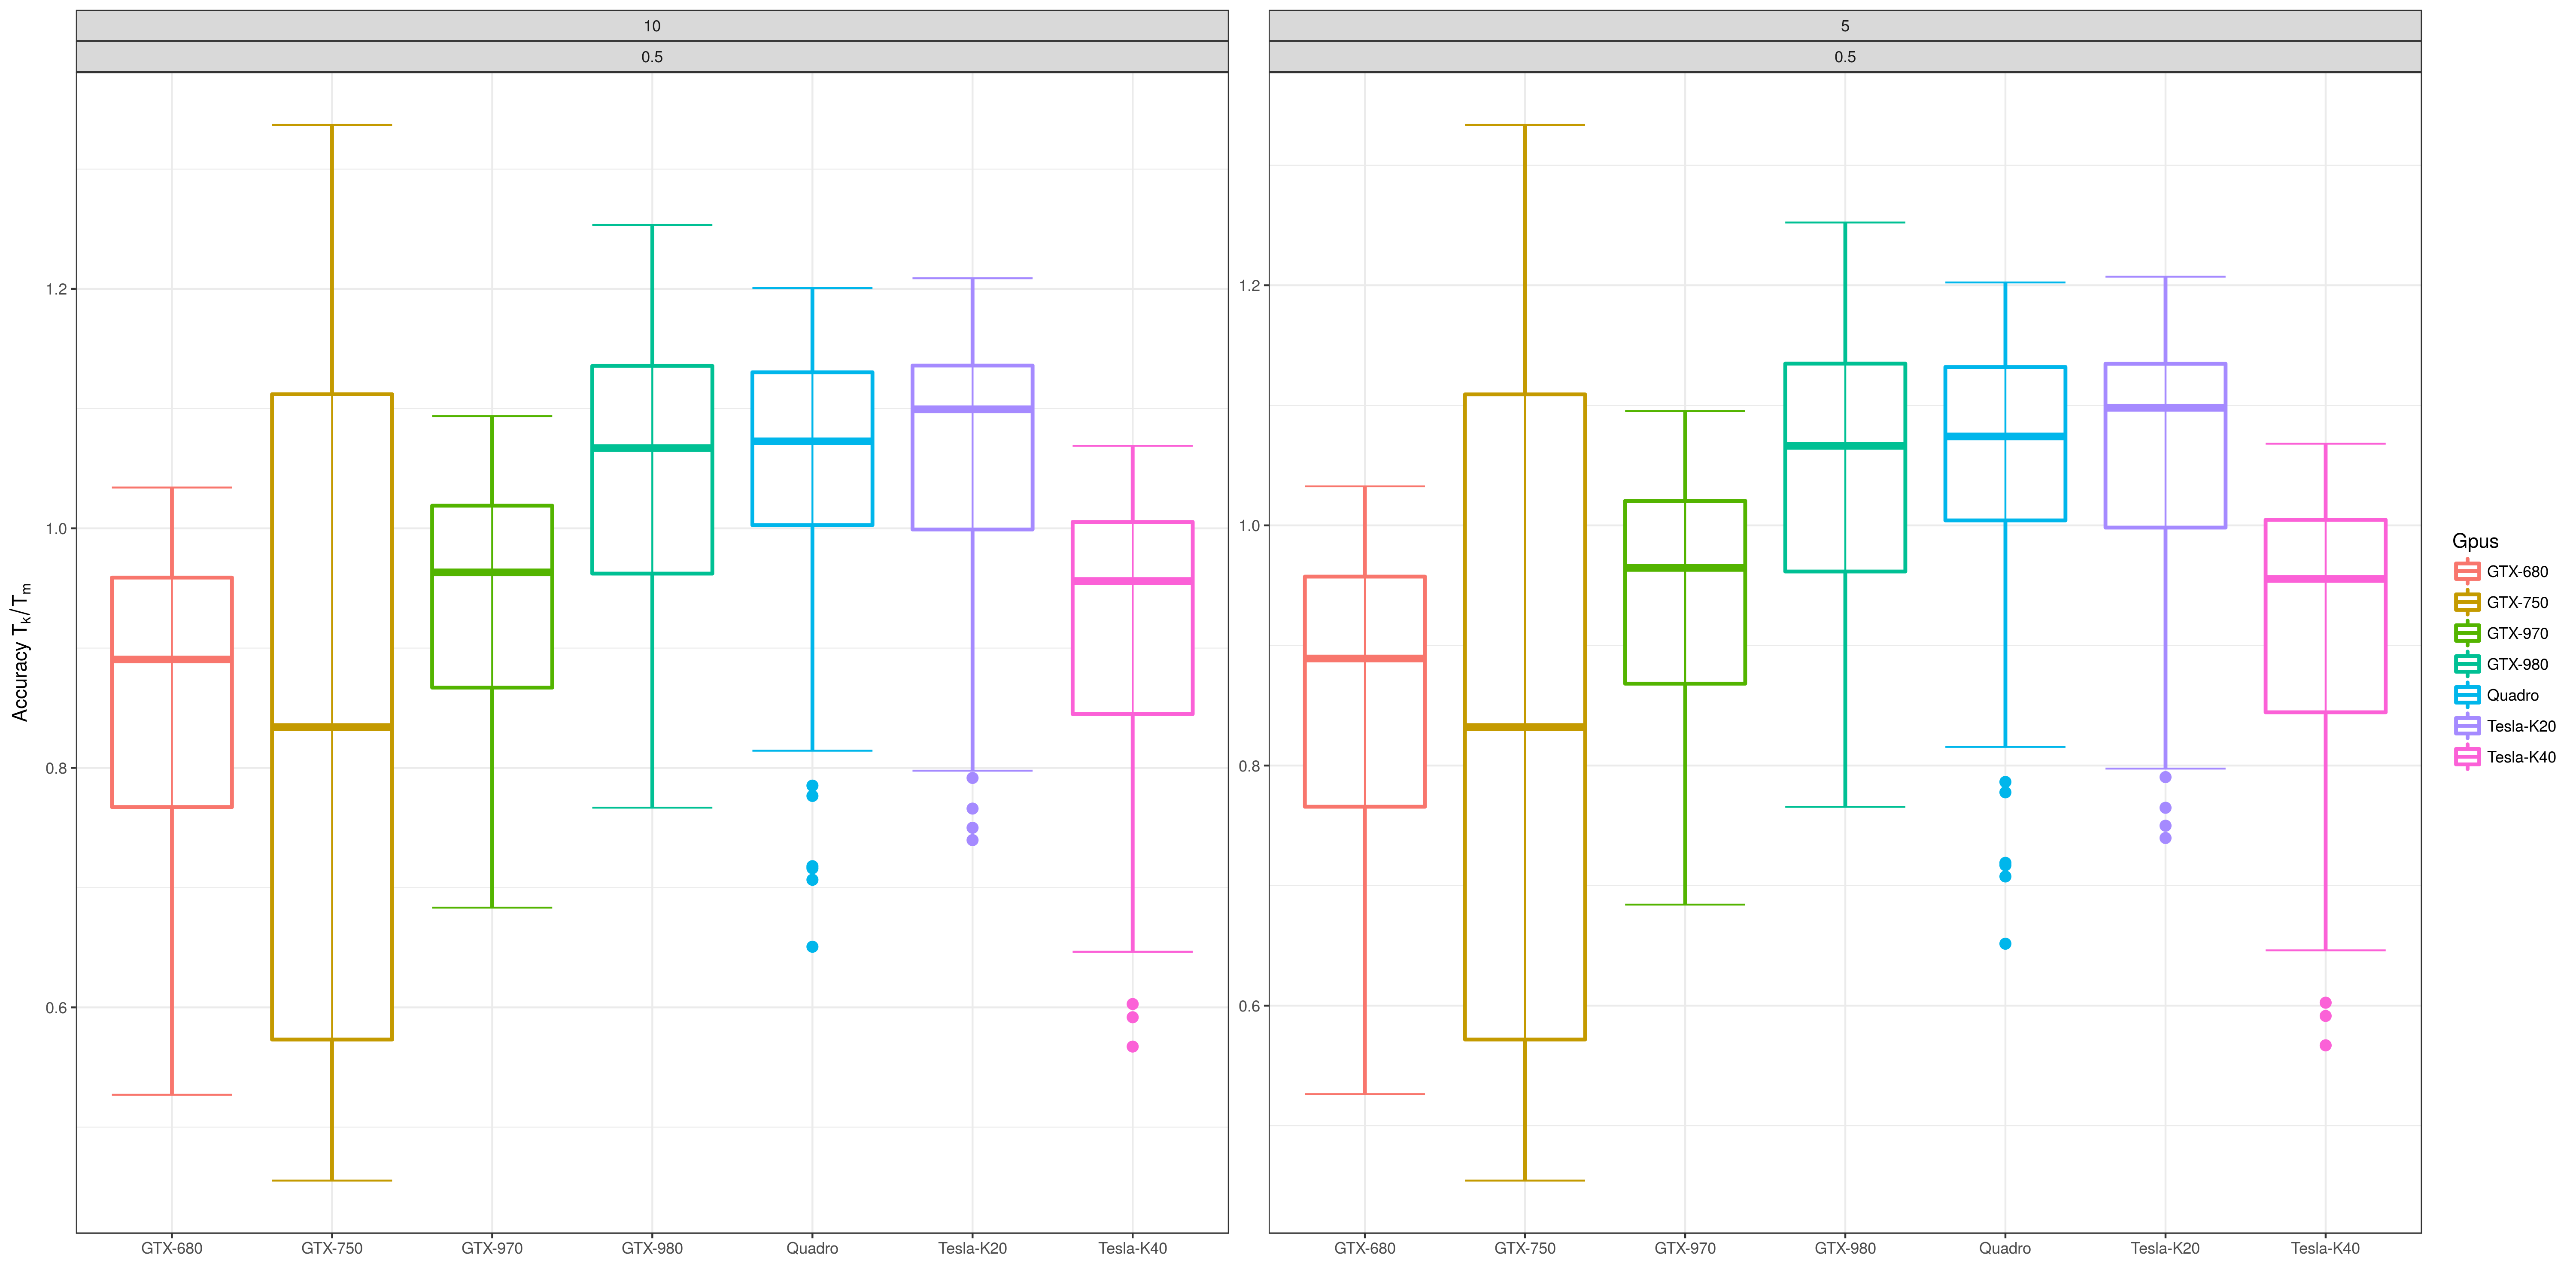 10
5
0.5
0.5
Accuracy Tk/Tm
1.2
1.0
0.8
0.6
1.2
1.0
0.8
0.6
GTX-680 GTX-750 GTX-970 GTX-980 Quadro Tesla-K20 Tesla-K40
GTX-680 GTX-750 GTX-970 GTX-980 Quadro Tesla-K20 Tesla-K40
Gpus
GTX-680
GTX-750
GTX-970
GTX-980
Quadro
Tesla-K20
Tesla-K40